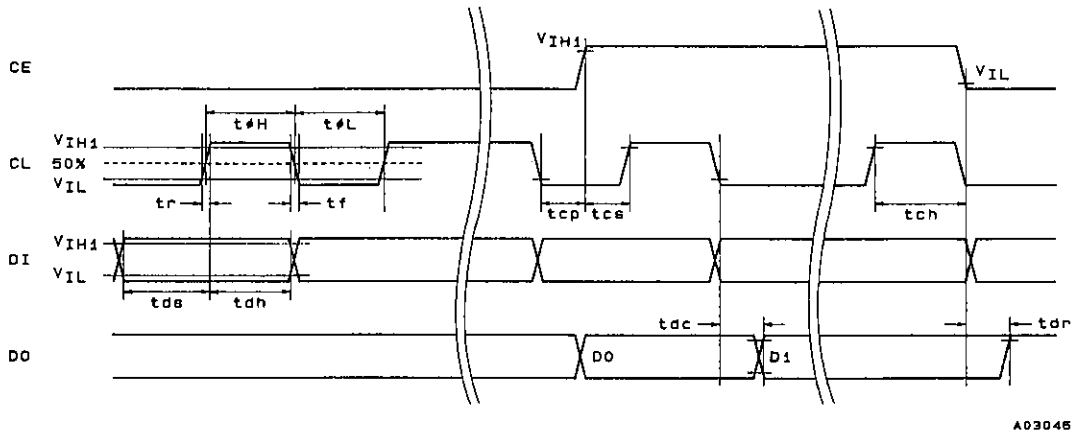 VIH1
CE
VIL
tøH
tøL
VIH1
CL 50%
VIL
tr
tf
tcp
tcs
tch
VIH1
DI
VIL
tds
tdh
tdc
tdr
DO
D0
D1
A03046